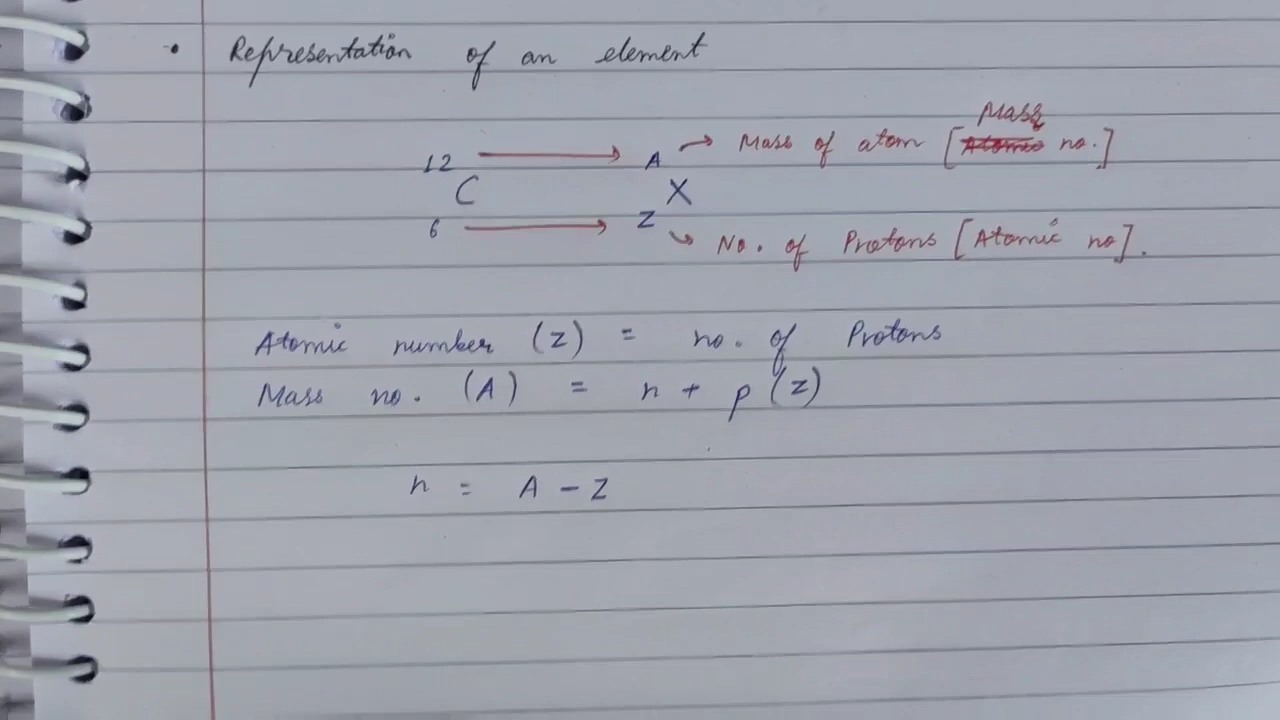 • Representation of an element
Mass
12 → A → Mass of atom [Atomic no.]
C X
6 → Z ↳ No. of Protons [Atomic no].
Atomic number (Z) = no. of Protons
Mass no. (A) = n + p (Z)
n = A - Z